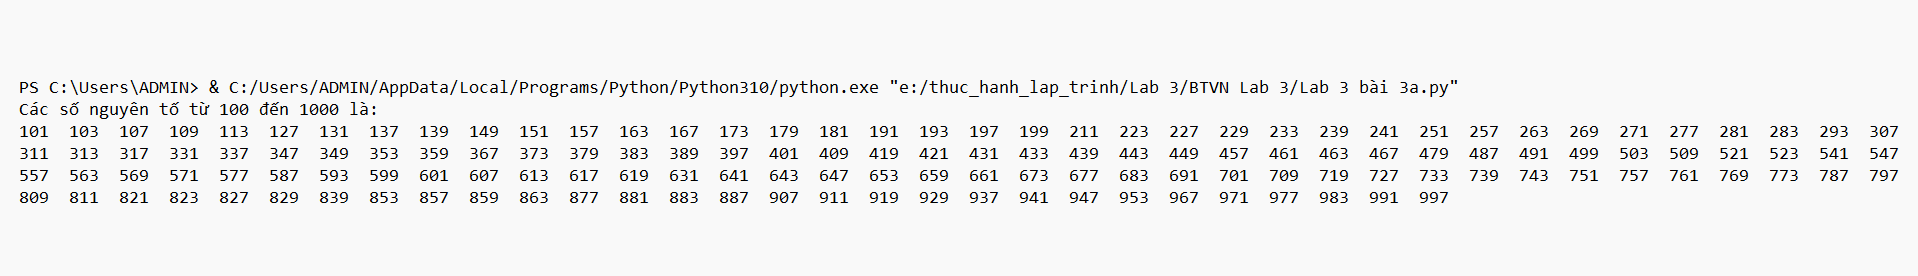 PS C:\Users\ADMIN> & C:/Users/ADMIN/AppData/Local/Programs/Python/Python310/python.exe "e:/thuc_hanh_lap_trinh/Lab 3/BTVN Lab 3/Lab 3 bài 3a.py"
Các số nguyên tố từ 100 đến 1000 là:
101  103  107  109  113  127  131  137  139  149  151  157  163  167  173  179  181  191  193  197  199  211  223  227  229  233  239  241  251  257  263  269  271  277  281  283  293  307
311  313  317  331  337  347  349  353  359  367  373  379  383  389  397  401  409  419  421  431  433  439  443  449  457  461  463  467  479  487  491  499  503  509  521  523  541  547
557  563  569  571  577  587  593  599  601  607  613  617  619  631  641  643  647  653  659  661  673  677  683  691  701  709  719  727  733  739  743  751  757  761  769  773  787  797
809  811  821  823  827  829  839  853  857  859  863  877  881  883  887  907  911  919  929  937  941  947  953  967  971  977  983  991  997